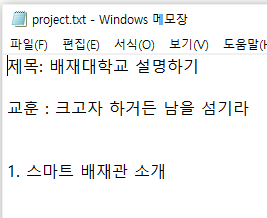 project.txt - Windows 메모장
파일(F) 편집(E) 서식(O) 보기(V) 도움말(H
제목: 배재대학교 설명하기
교훈 : 크고자 하거든 남을 섬기라
1. 스마트 배재관 소개